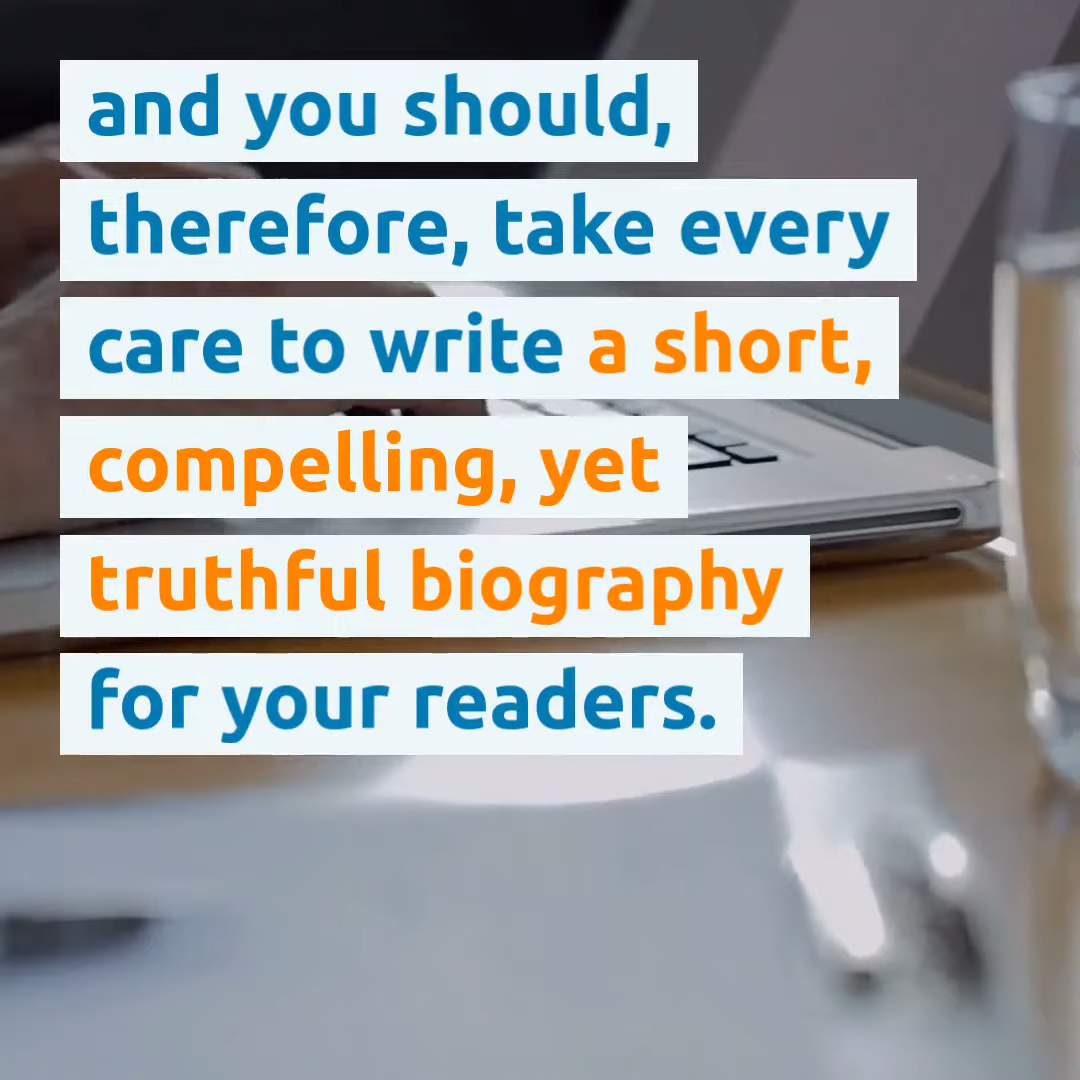 and you should,
therefore, take every
care to write a short,
compelling, yet
truthful biography
for your readers.